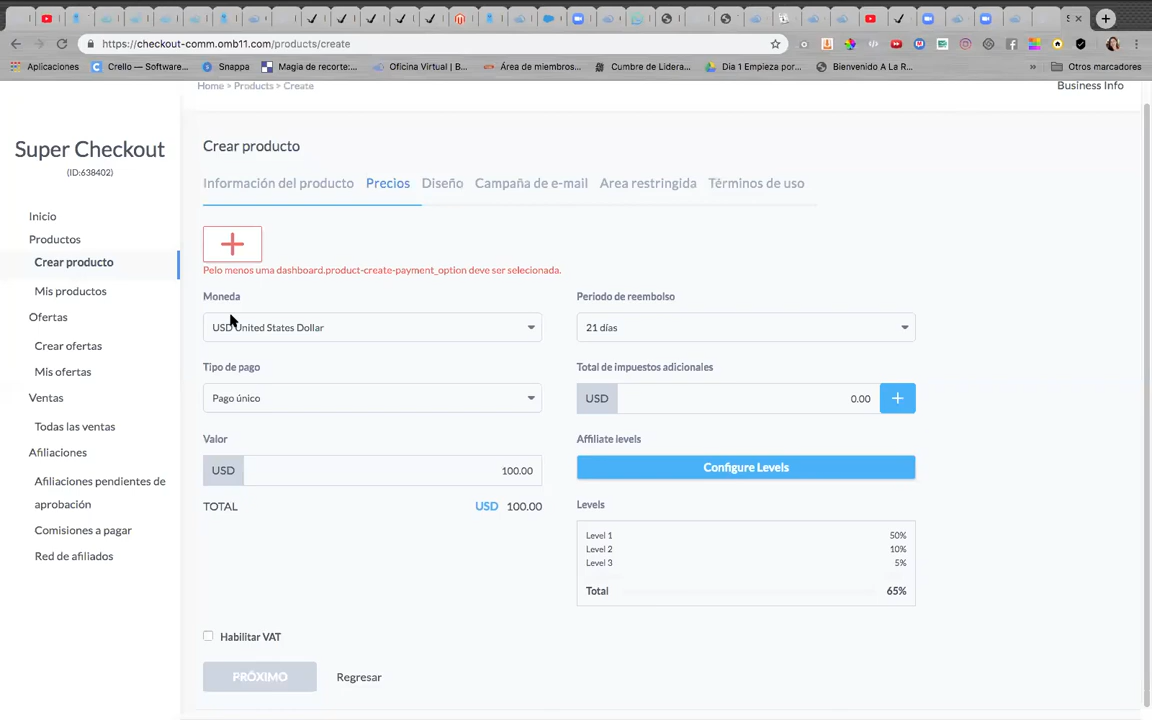 https://checkout-comm.omb11.com/products/create
Aplicaciones
Crello — Software...
Snappa
Magia de recorte:...
Oficina Virtual | B...
Área de miembros...
Cumbre de Lidera...
Dia 1 Empieza por...
Bienvenido A La R...
»
Otros marcadores
Home > Products > Create
Business Info
Super Checkout
(ID:638402)
Inicio
Productos
Crear producto
Mis productos
Ofertas
Crear ofertas
Mis ofertas
Ventas
Todas las ventas
Afiliaciones
Afiliaciones pendientes de
aprobación
Comisiones a pagar
Red de afiliados
Crear producto
Información del producto Precios Diseño Campaña de e-mail Area restringida Términos de uso
Pelo menos uma dashboard.product-create-payment_option deve ser selecionada.
Moneda
USD United States Dollar
Periodo de reembolso
21 días
Tipo de pago
Pago único
Total de impuestos adicionales
USD 0.00 +
Valor
USD 100.00
TOTAL USD 100.00
Affiliate levels
Configure Levels
Levels
Level 1 50%
Level 2 10%
Level 3 5%
Total 65%
Habilitar VAT
PRÓXIMO Regresar